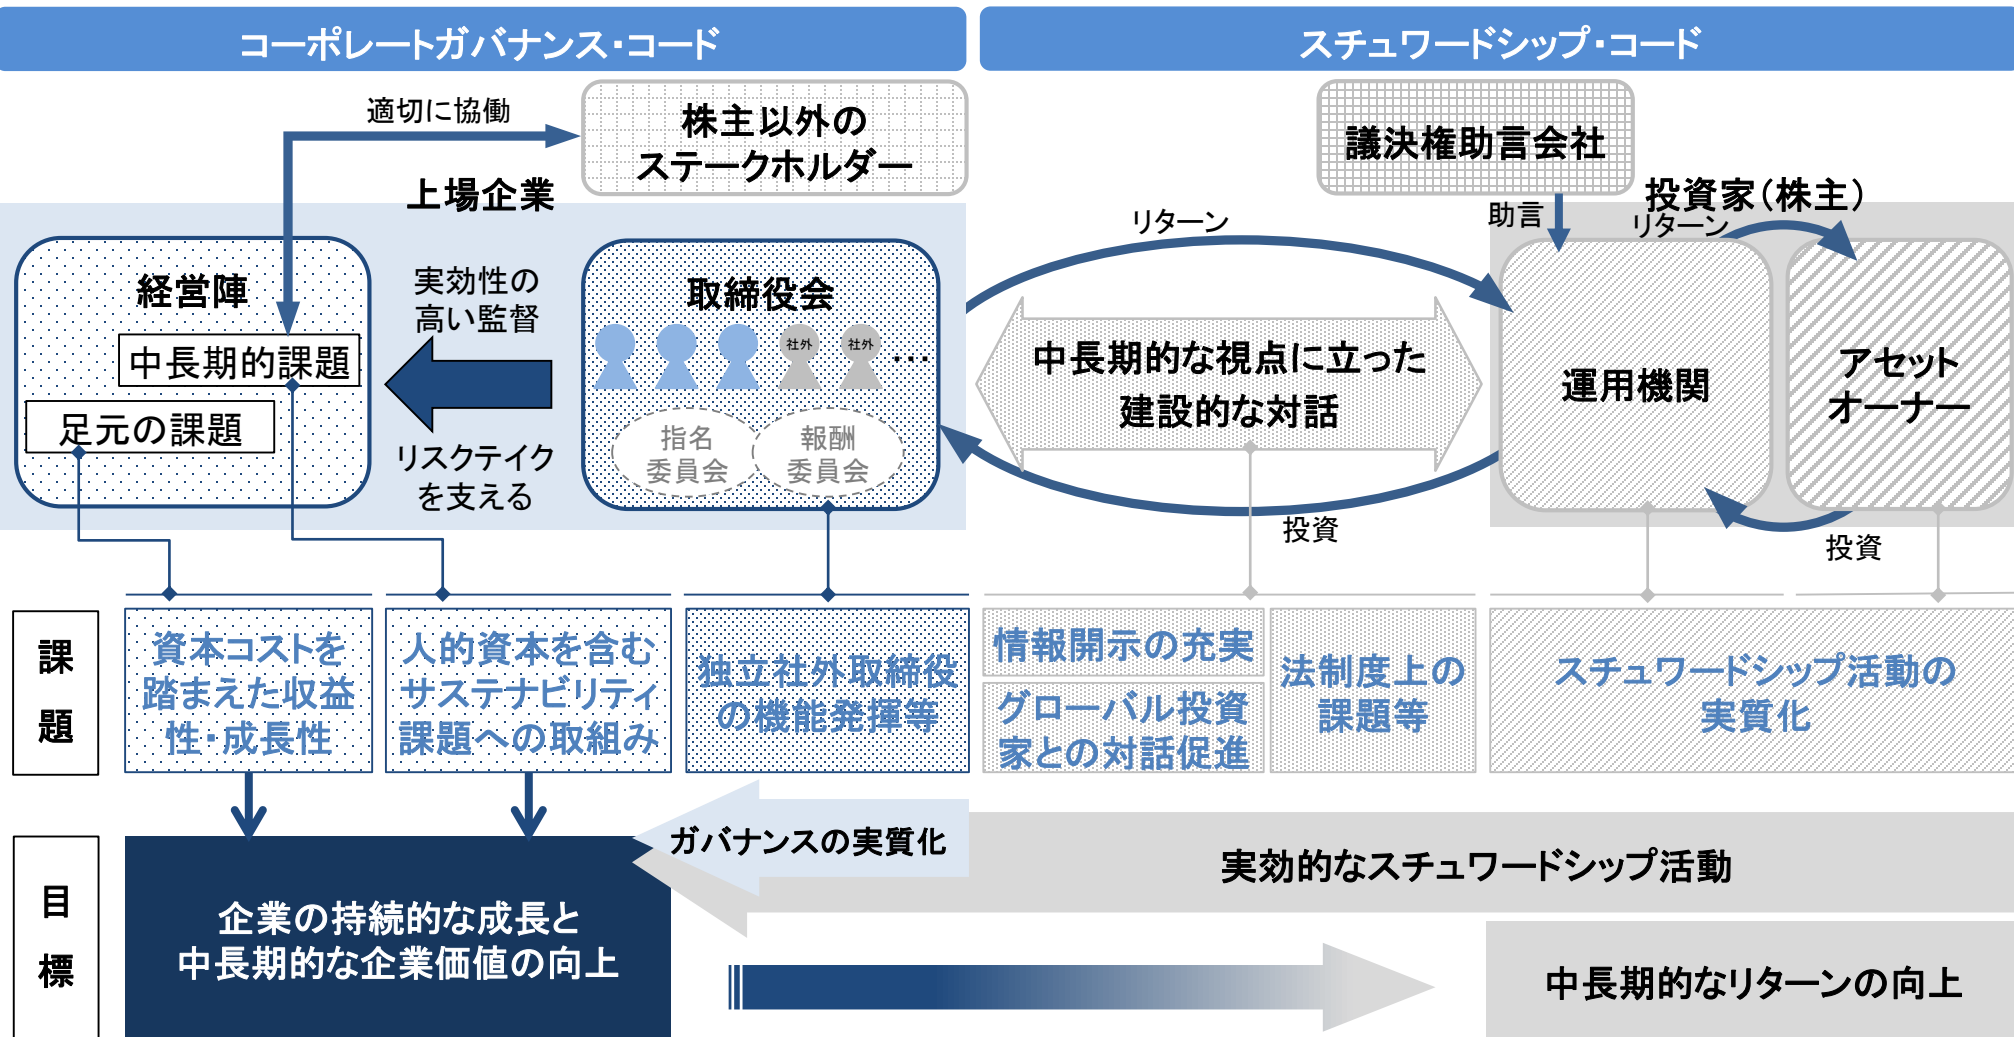 コーポレートガバナンス・コード
スチュワードシップ・コード
適切に協働
株主以外の
ステークホルダー
議決権助言会社
上場企業
助言
投資家(株主)
リターン
リターン
経営陣
中長期的課題
足元の課題
実効性の
高い監督
リスクテイク
を支える
取締役会
社外
社外
…
指名
委員会
報酬
委員会
中長期的な視点に立った
建設的な対話
運用機関
アセット
オーナー
投資
投資
課
題
資本コストを
踏まえた収益
性・成長性
人的資本を含む
サステナビリティ
課題への取組み
独立社外取締役
の機能発揮等
情報開示の充実
グローバル投資
家との対話促進
法制度上の
課題等
スチュワードシップ活動の
実質化
目
標
ガバナンスの実質化
実効的なスチュワードシップ活動
企業の持続的な成長と
中長期的な企業価値の向上
中長期的なリターンの向上